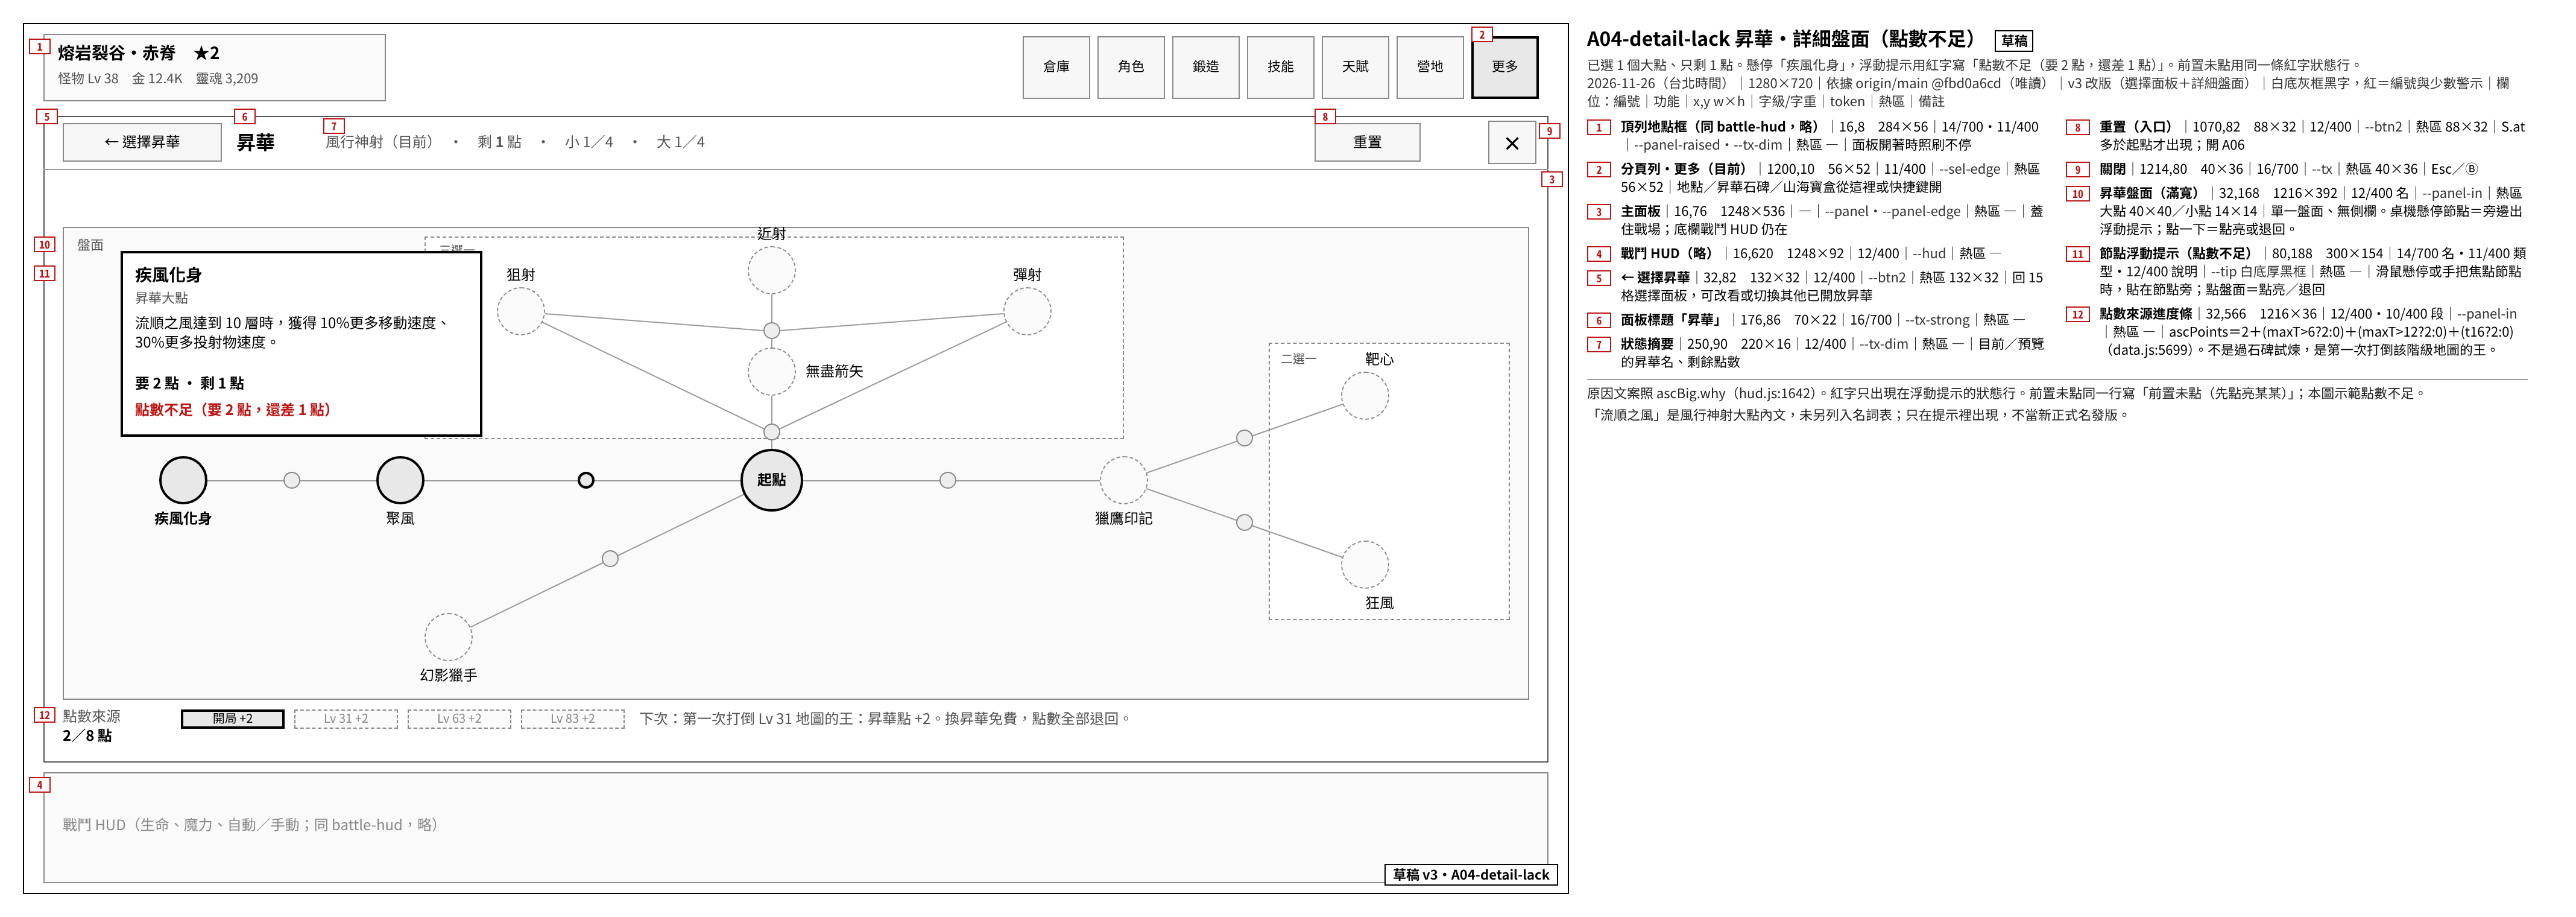 1
熔岩裂谷・赤脊 ★2
怪物 Lv 38 金 12.4K 靈魂 3,209
倉庫
角色
鍛造
技能
天賦
營地
2
更多
5
← 選擇昇華
6
昇華
7
風行神射（目前） ・ 剩 1 點 ・ 小 1／4 ・ 大 1／4
8
重置
×
9
3
10
盤面
11
疾風化身
昇華大點
流順之風達到 10 層時，獲得 10%更多移動速度、
30%更多投射物速度。
要 2 點 ・ 剩 1 點
點數不足（要 2 點，還差 1 點）
三選一
近射
狙射
彈射
無盡箭矢
二選一
靶心
疾風化身
聚風
起點
獵鷹印記
狂風
幻影獵手
12
點數來源
2／8 點
開局 +2
Lv 31 +2
Lv 63 +2
Lv 83 +2
下次：第一次打倒 Lv 31 地圖的王：昇華點 +2。換昇華免費，點數全部退回。
4
戰鬥 HUD（生命、魔力、自動／手動；同 battle-hud，略）
草稿 v3・A04-detail-lack
A04-detail-lack 昇華・詳細盤面（點數不足） 草稿
已選 1 個大點、只剩 1 點。懸停「疾風化身」，浮動提示用紅字寫「點數不足（要 2 點，還差 1 點）」。前置未點用同一條紅字狀態行。
2026-11-26（台北時間）｜1280×720｜依據 origin/main @fbd0a6cd（唯讀）｜v3 改版（選擇面板＋詳細盤面）｜白底灰框黑字，紅＝編號與少數警示｜欄
位：編號｜功能｜x,y w×h｜字級/字重｜token｜熱區｜備註
1 頂列地點框（同 battle-hud，略）｜16,8 284×56｜14/700・11/400
｜--panel-raised・--tx-dim｜熱區 —｜面板開著時照刷不停
2 分頁列・更多（目前）｜1200,10 56×52｜11/400｜--sel-edge｜熱區
56×52｜地點／昇華石碑／山海寶盒從這裡或快捷鍵開
3 主面板｜16,76 1248×536｜—｜--panel・--panel-edge｜熱區 —｜蓋
住戰場；底欄戰鬥 HUD 仍在
4 戰鬥 HUD（略）｜16,620 1248×92｜12/400｜--hud｜熱區 —
5 ← 選擇昇華｜32,82 132×32｜12/400｜--btn2｜熱區 132×32｜回 15
格選擇面板，可改看或切換其他已開放昇華
6 面板標題「昇華」｜176,86 70×22｜16/700｜--tx-strong｜熱區 —
7 狀態摘要｜250,90 220×16｜12/400｜--tx-dim｜熱區 —｜目前／預覽
的昇華名、剩餘點數
8 重置（入口）｜1070,82 88×32｜12/400｜--btn2｜熱區 88×32｜S.at
多於起點才出現；開 A06
9 關閉｜1214,80 40×36｜16/700｜--tx｜熱區 40×36｜Esc／Ⓑ
10 昇華盤面（滿寬）｜32,168 1216×392｜12/400 名｜--panel-in｜熱區
大點 40×40／小點 14×14｜單一盤面、無側欄。桌機懸停節點＝旁邊出
浮動提示；點一下＝點亮或退回。
11 節點浮動提示（點數不足）｜80,188 300×154｜14/700 名・11/400 類
型・12/400 說明｜--tip 白底厚黑框｜熱區 —｜滑鼠懸停或手把焦點節點
時，貼在節點旁；點盤面＝點亮／退回
12 點數來源進度條｜32,566 1216×36｜12/400・10/400 段｜--panel-in
｜熱區 —｜ascPoints＝2＋(maxT>6?2:0)＋(maxT>12?2:0)＋(t16?2:0)
（data.js:5699）。不是過石碑試煉，是第一次打倒該階級地圖的王。
原因文案照 ascBig.why（hud.js:1642）。紅字只出現在浮動提示的狀態行。前置未點同一行寫「前置未點（先點亮某某）」；本圖示範點數不足。
「流順之風」是風行神射大點內文，未另列入名詞表；只在提示裡出現，不當新正式名發版。